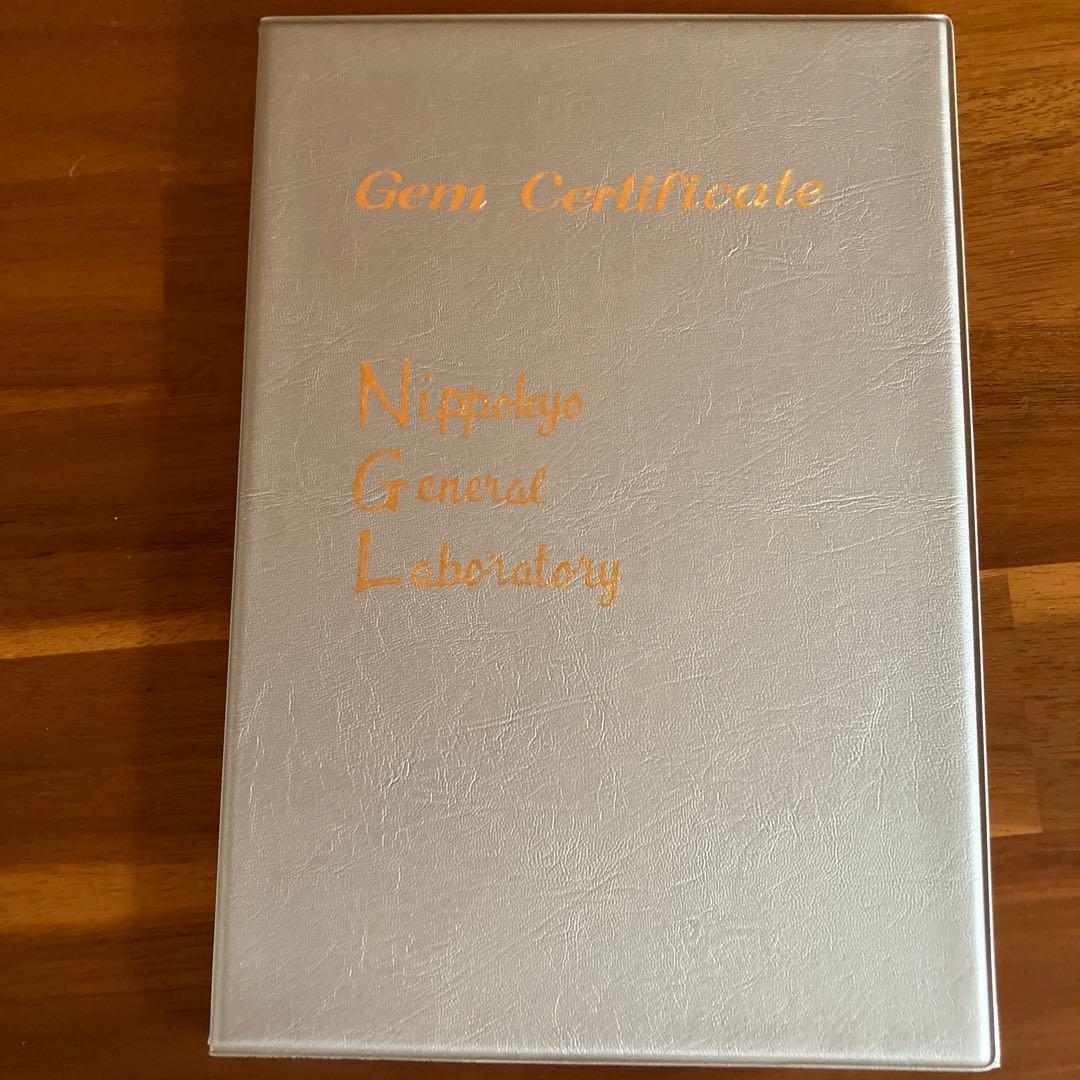 Gem Certificate
Nippokyo
General
Laboratory